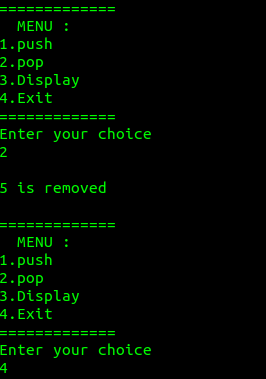 =============
  MENU :
1.push
2.pop
3.Display
4.Exit
=============
Enter your choice
2

5 is removed

=============
  MENU :
1.push
2.pop
3.Display
4.Exit
=============
Enter your choice
4